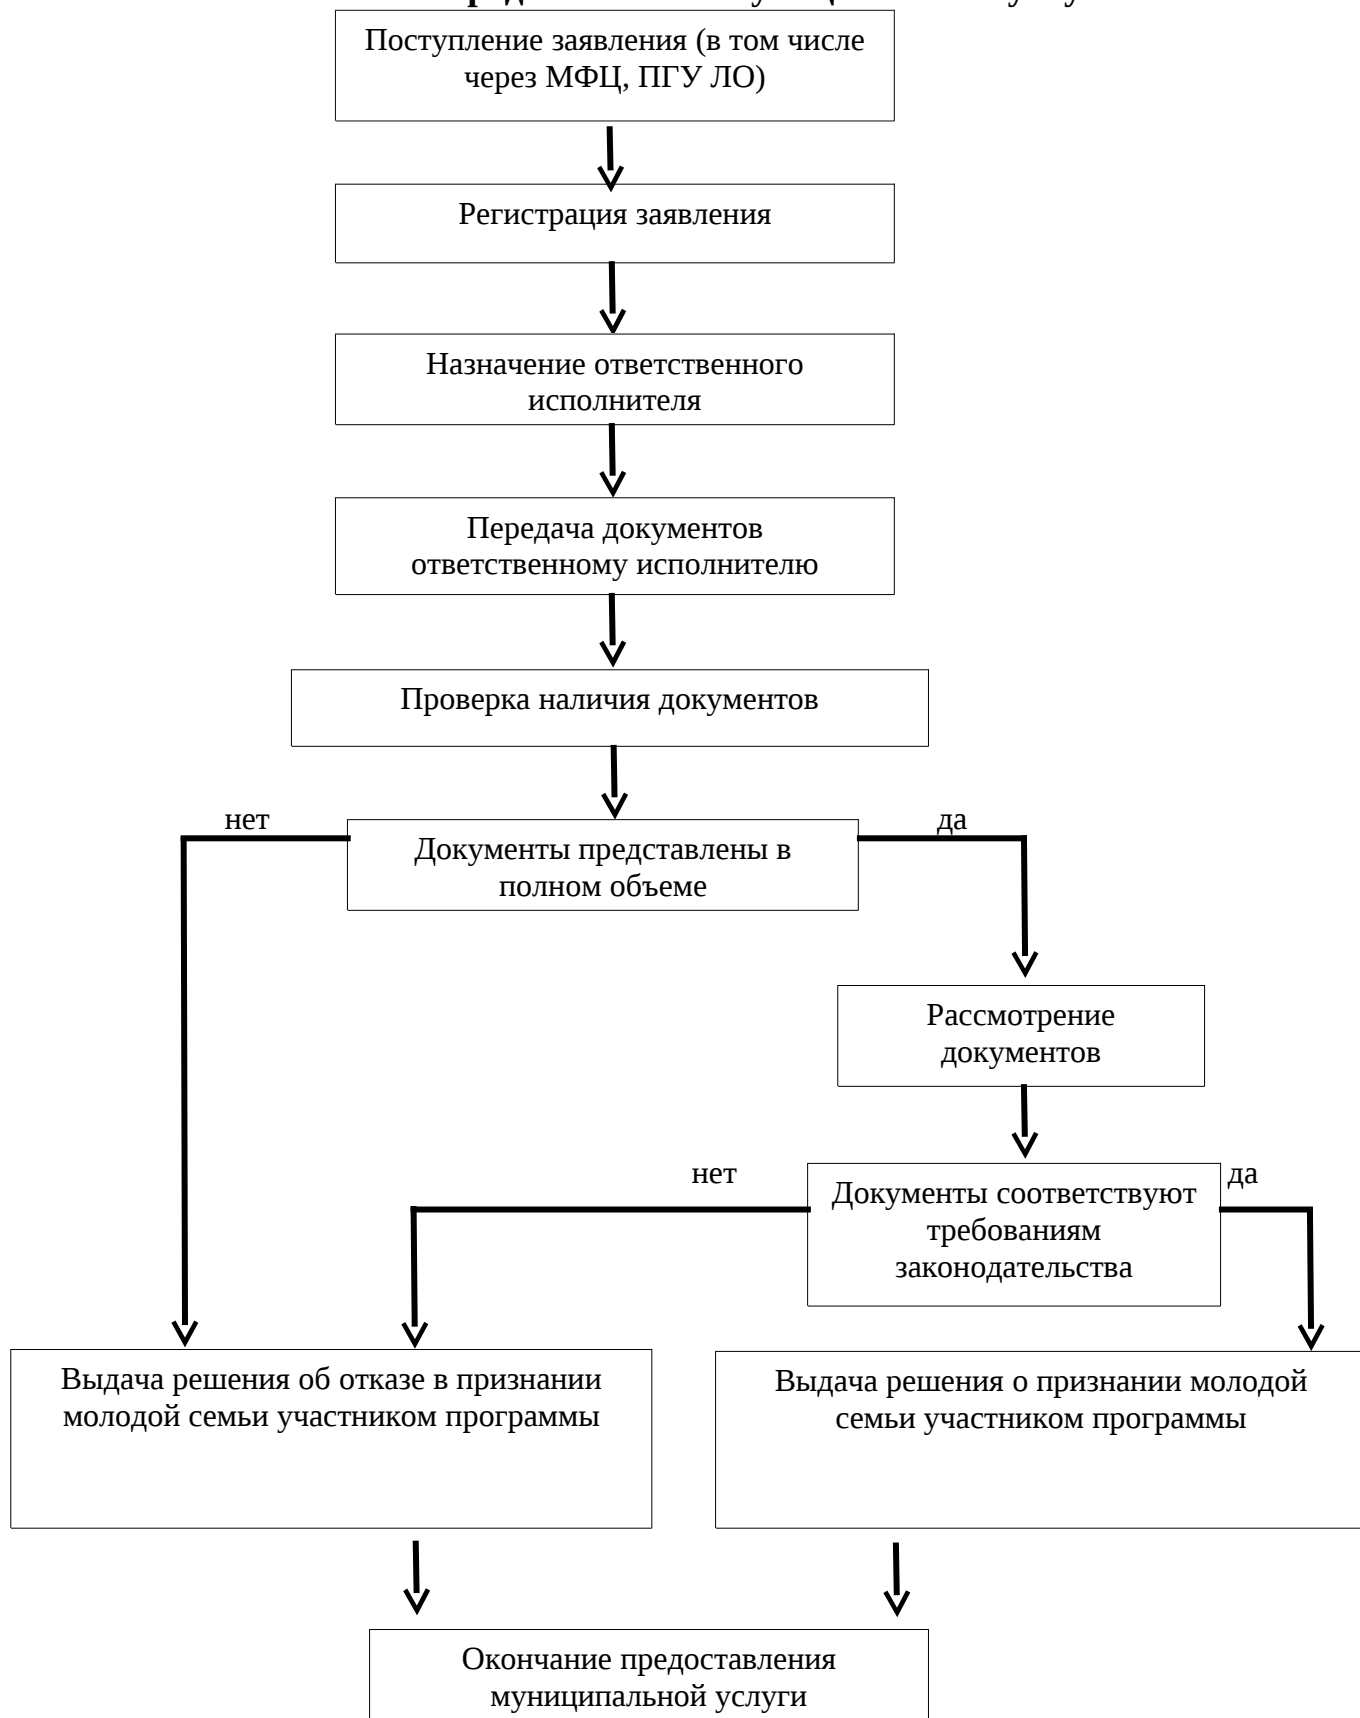 Поступление заявления (в том числе
через МФЦ, ПГУ ЛО)
Регистрация заявления
Назначение ответственного
исполнителя
Передача документов
ответственному исполнителю
Проверка наличия документов
нет
да
Документы представлены в
полном объеме
Рассмотрение
документов
нет
да
Документы соответствуют
требованиям
законодательства
Выдача решения об отказе в признании
молодой семьи участником программы
Выдача решения о признании молодой
семьи участником программы
Окончание предоставления
муниципальной услуги